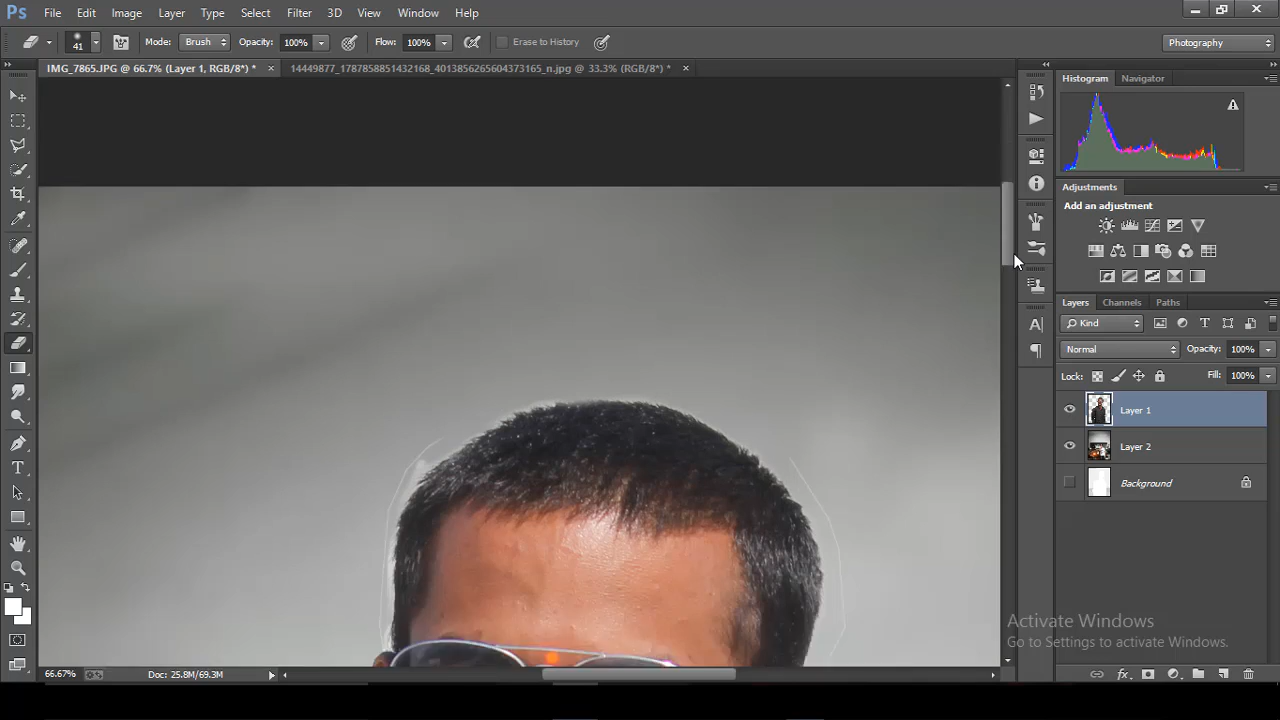 Ps File Edit Image Layer Type Select Filter 3D View Window Help
41 Mode: Brush Opacity: 100% Flow: 100% Erase to History Photography
IMG_7865.JPG @ 66.7% (Layer 1, RGB/8*) * × 14449877_1787858851432168_4013856265604373165_n.jpg @ 33.3% (RGB/8*) * ×
Histogram Navigator
Adjustments
Add an adjustment
Layers Channels Paths
Kind
Normal Opacity: 100%
Lock: Fill: 100%
Layer 1
Layer 2
Background
Activate Windows
Go to Settings to activate Windows.
66.67% Doc: 25.8M/69.3M